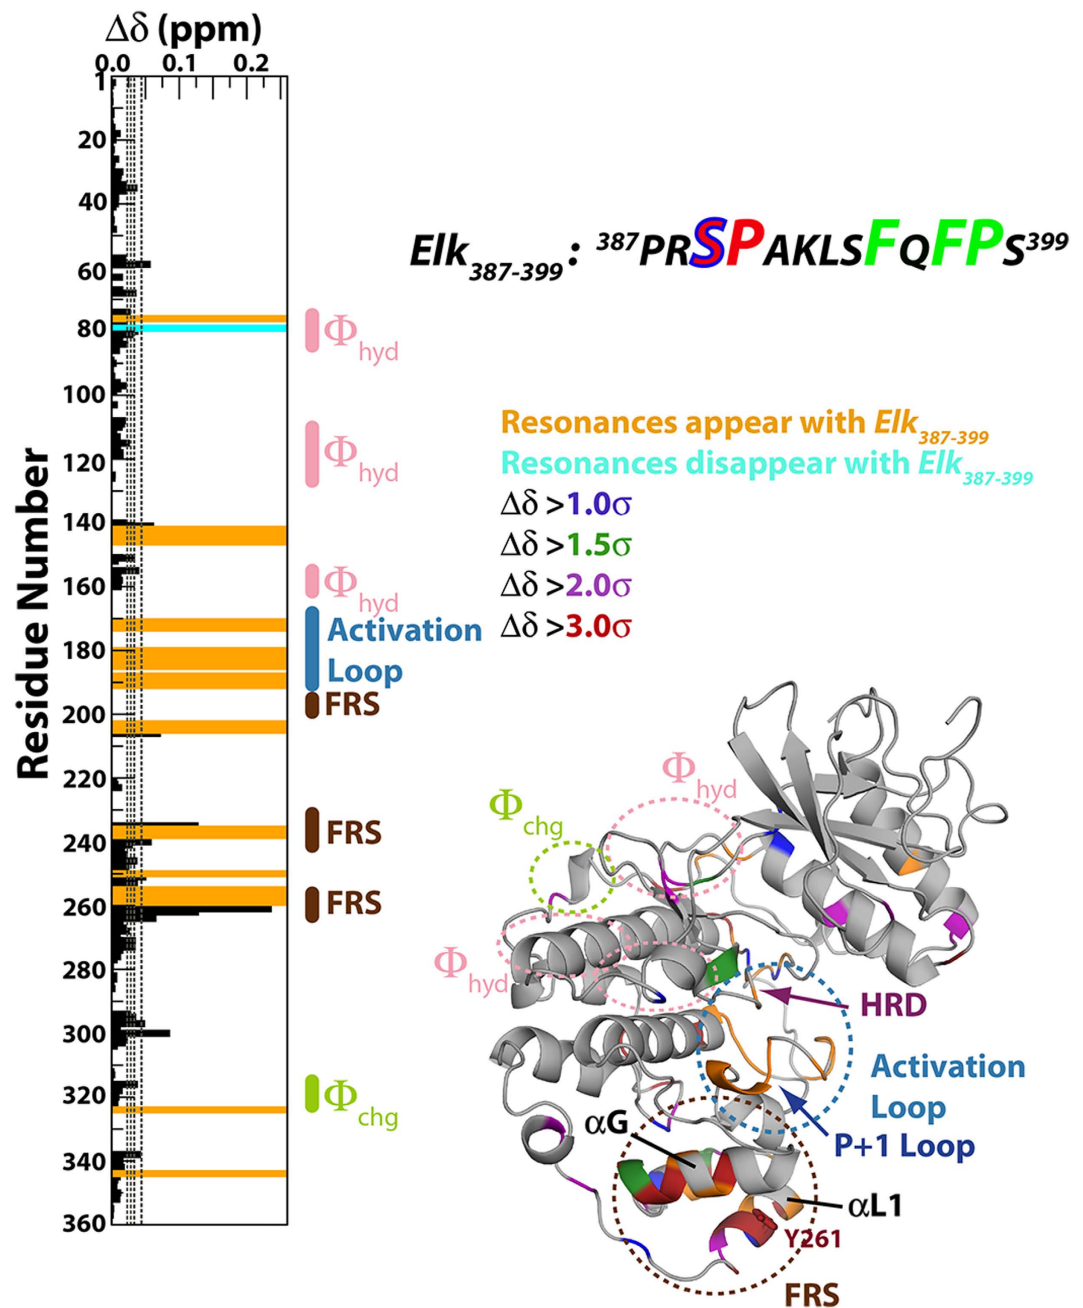 Δδ (ppm)
0.0 0.1 0.2
1
20
40
60
80
100
120
140
160
180
200
220
240
260
280
300
320
340
360
Residue Number
Φhyd
Φhyd
Φhyd
Activation
Loop
FRS
FRS
FRS
Φchg
Elk387-399: 387PRSPAKLSFQFPS399
Resonances appear with Elk387-399
Resonances disappear with Elk387-399
Δδ >1.0σ
Δδ >1.5σ
Δδ >2.0σ
Δδ >3.0σ
Φhyd
Φchg
Φhyd
HRD
Activation
Loop
P+1 Loop
αG
αL1
Y261
FRS